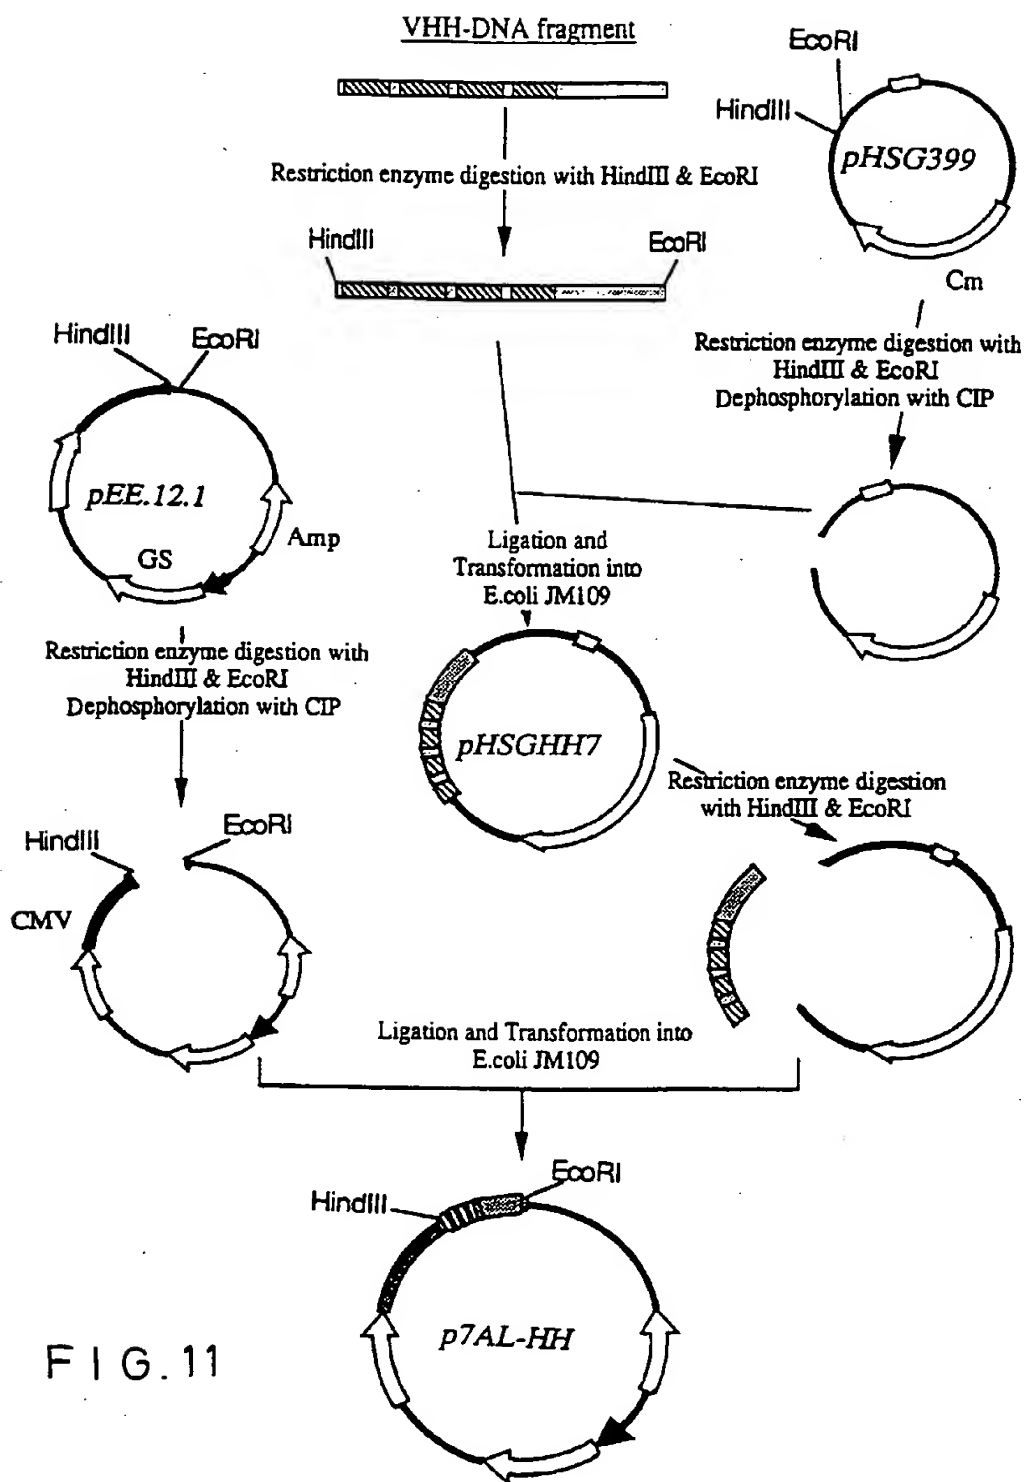 VHH-DNA fragment
EcoRI
HindIII
pHSG399
Cm
Restriction enzyme digestion with HindIII & EcoRI
HindIII
EcoRI
Restriction enzyme digestion with
HindIII & EcoRI
Dephosphorylation with CIP
HindIII
EcoRI
pEE.12.1
GS
Amp
Ligation and
Transformation into
E.coli JM109
Restriction enzyme digestion with
HindIII & EcoRI
Dephosphorylation with CIP
pHSGHH7
Restriction enzyme digestion
with HindIII & EcoRI
HindIII
EcoRI
CMV
Ligation and Transformation into
E.coli JM109
HindIII
EcoRI
p7AL-HH
FIG.11